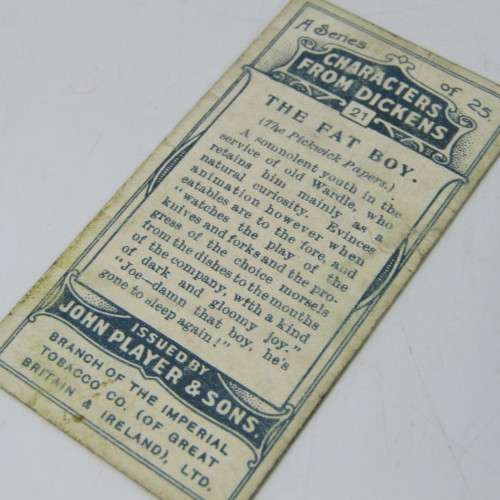 A Series of 25
CHARACTERS
FROM DICKENS
21
THE FAT BOY.
(The Pickwick Papers.)
A somnolent youth in the
service of old Wardle, who
retains him mainly as a
natural curiosity. Evinces
animation however when
eatables are to the fore, and
"watches the play of the
knives and forks and the pro-
gress of the choice morsels
from the dishes to the mouths
of the company, with a kind
of dark and gloomy joy."
"Joe—damn that boy, he's
gone to sleep again!"
ISSUED BY
JOHN PLAYER & SONS.
BRANCH OF THE IMPERIAL
TOBACCO CO. (OF GREAT
BRITAIN & IRELAND), LTD.